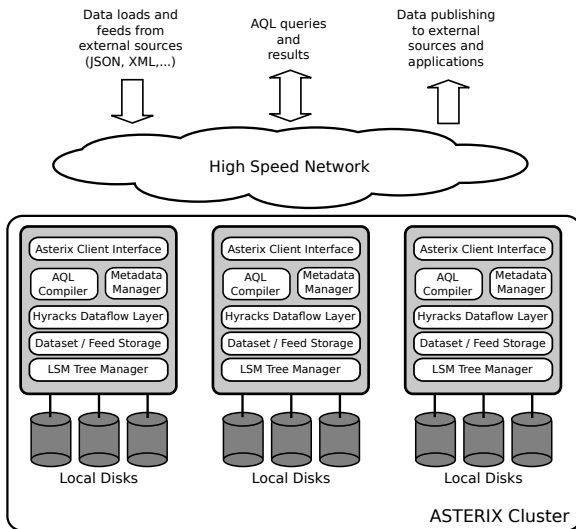 Data loads and
feeds from
external sources
(JSON, XML,...)
AQL queries
and
results
Data publishing
to external
sources and
applications
High Speed Network
Asterix Client Interface
AQL
Compiler
Metadata
Manager
Hyracks Dataflow Layer
Dataset / Feed Storage
LSM Tree Manager
Local Disks
Asterix Client Interface
AQL
Compiler
Metadata
Manager
Hyracks Dataflow Layer
Dataset / Feed Storage
LSM Tree Manager
Local Disks
Asterix Client Interface
AQL
Compiler
Metadata
Manager
Hyracks Dataflow Layer
Dataset / Feed Storage
LSM Tree Manager
Local Disks
ASTERIX Cluster